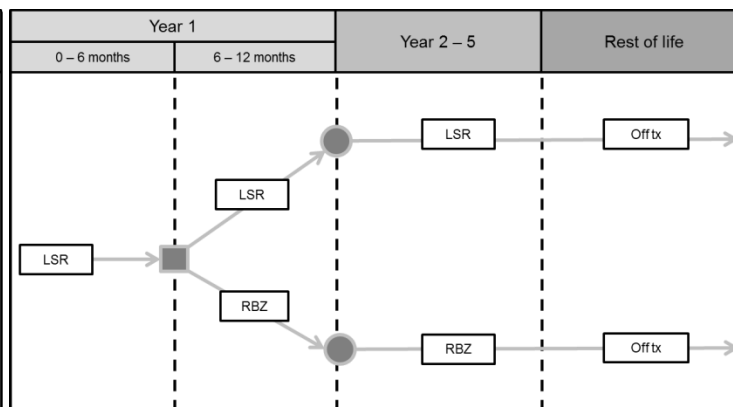 Year 1
Year 2 – 5
Rest of life
0 – 6 months
6 – 12 months
LSR
Off tx
LSR
LSR
RBZ
RBZ
Off tx